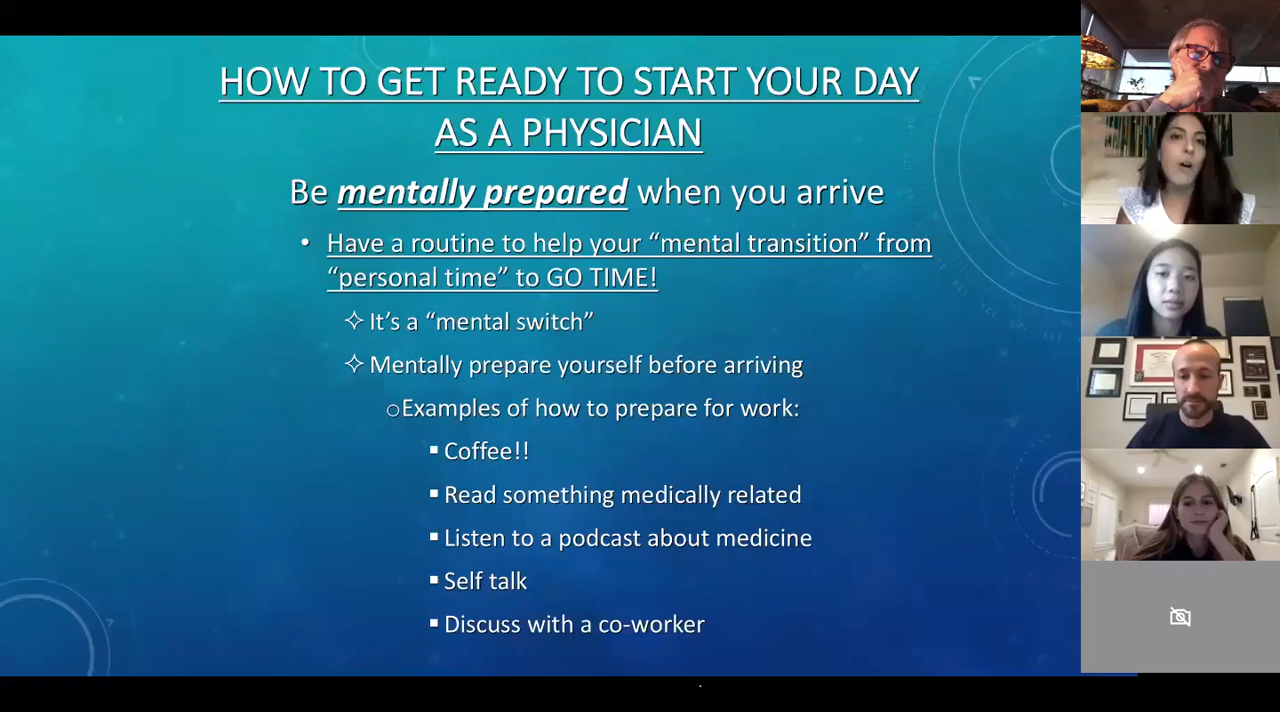 HOW TO GET READY TO START YOUR DAY
AS A PHYSICIAN
Be mentally prepared when you arrive
• Have a routine to help your “mental transition” from
“personal time” to GO TIME!
✧ It’s a “mental switch”
✧ Mentally prepare yourself before arriving
oExamples of how to prepare for work:
▪ Coffee!!
▪ Read something medically related
▪ Listen to a podcast about medicine
▪ Self talk
▪ Discuss with a co-worker